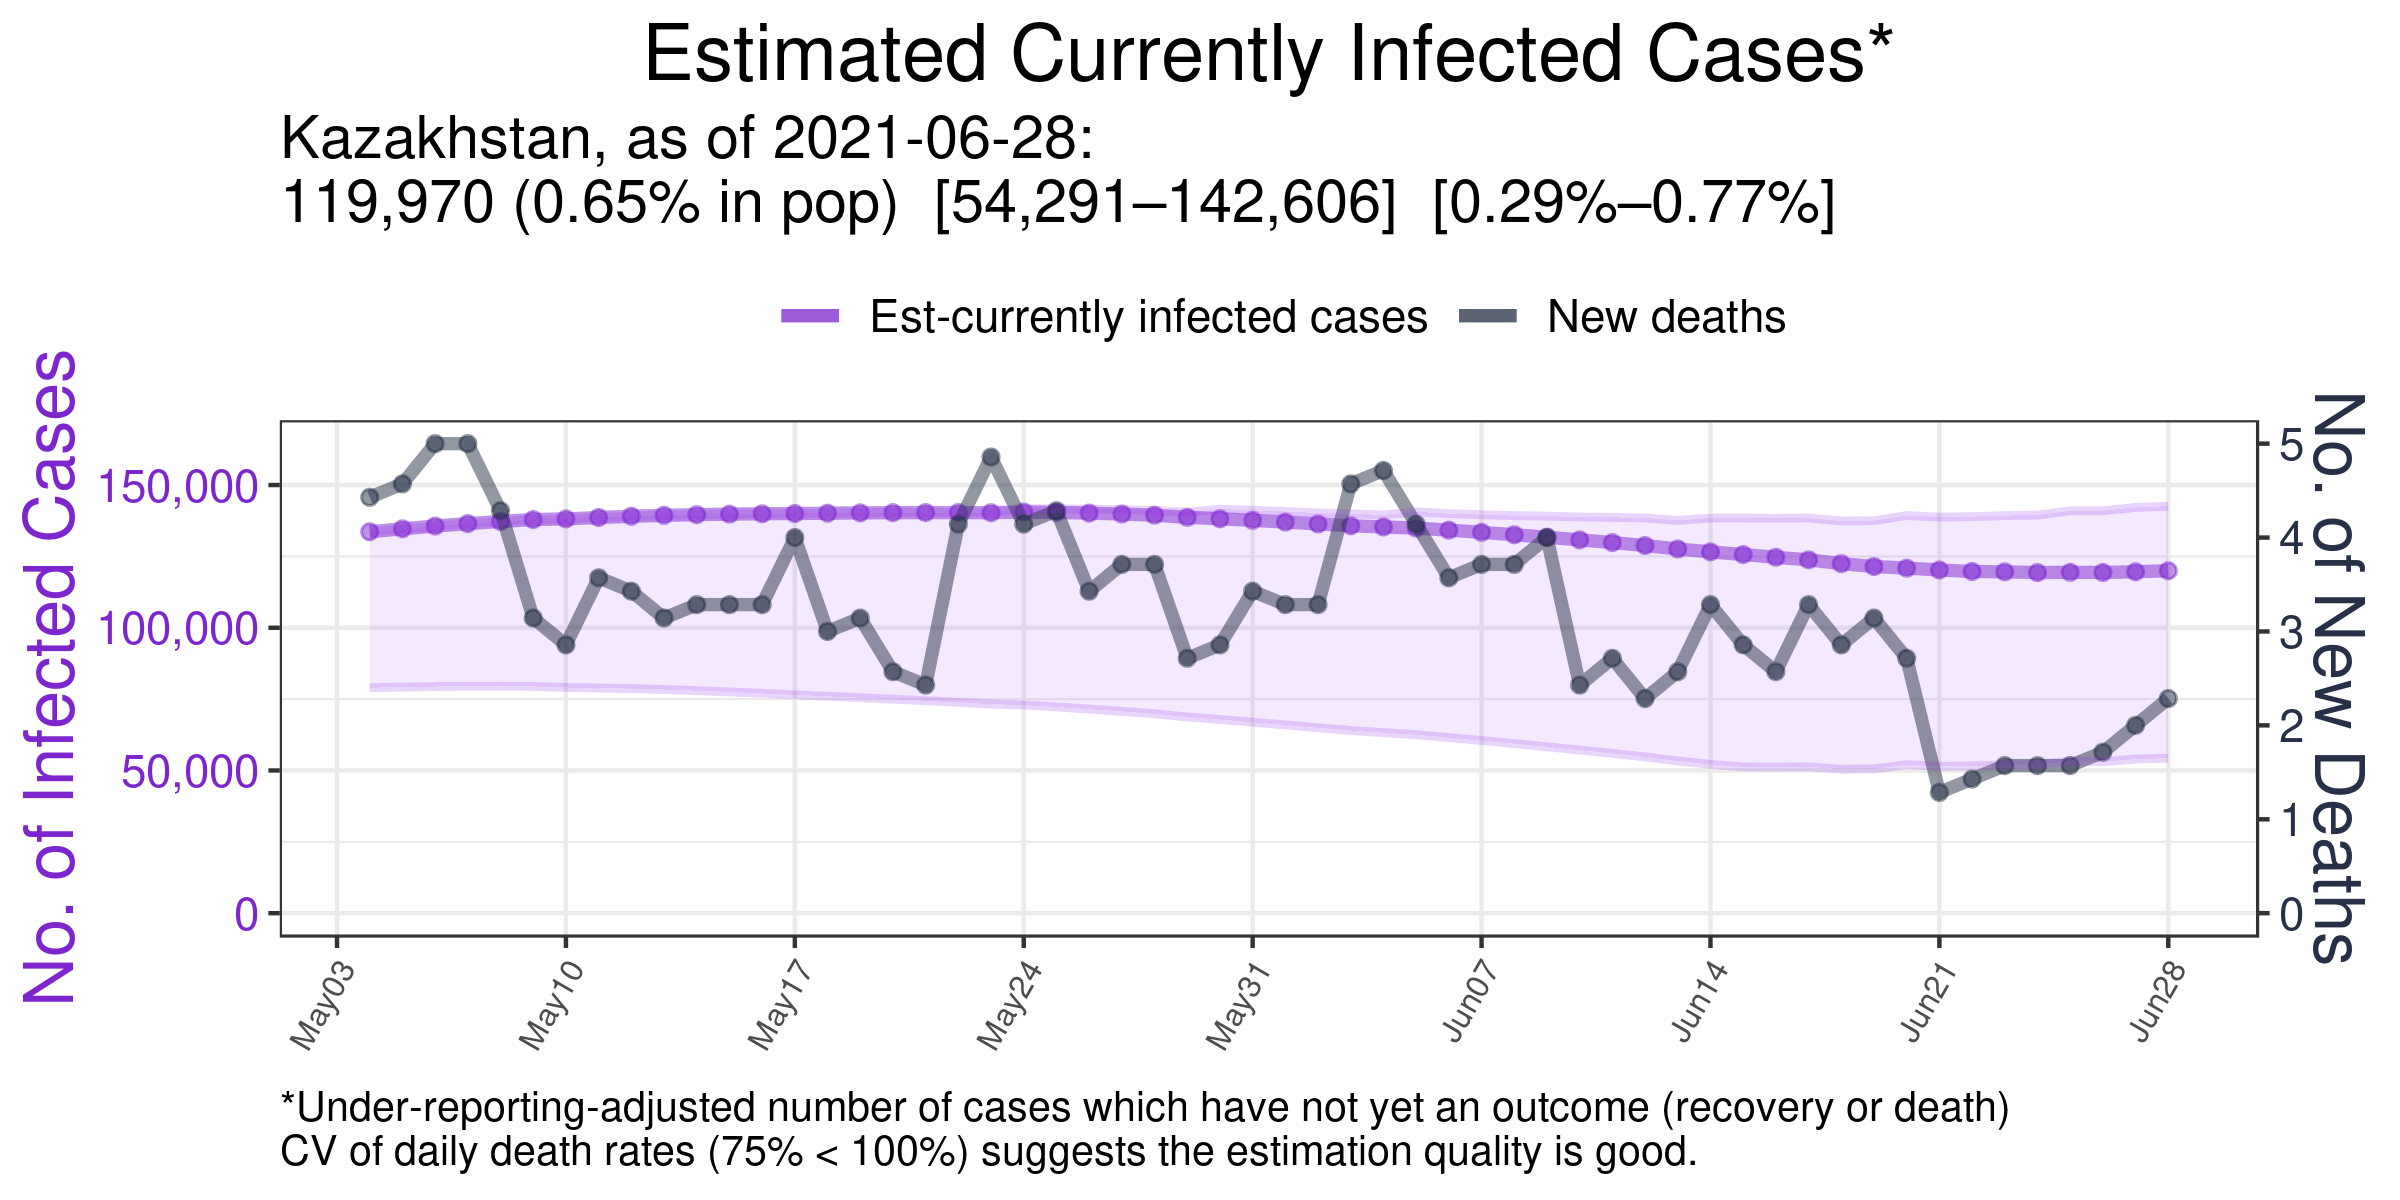 Estimated Currently Infected Cases*
Kazakhstan, as of 2021-06-28:
119,970 (0.65% in pop)  [54,291–142,606]  [0.29%–0.77%]
Est-currently infected cases
New deaths
No. of Infected Cases
150,000
100,000
50,000
0
5
4
3
2
1
0
No. of New Deaths
May03
May10
May17
May24
May31
Jun07
Jun14
Jun21
Jun28
*Under-reporting-adjusted number of cases which have not yet an outcome (recovery or death)
CV of daily death rates (75% < 100%) suggests the estimation quality is good.